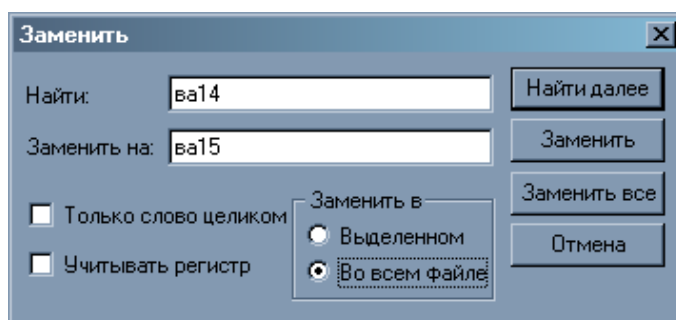 Заменить
Найти: ва14 Найти далее
Заменить на: ва15 Заменить
Заменить в Заменить все
Только слово целиком
Выделенном Отмена
Учитывать регистр Во всем файле